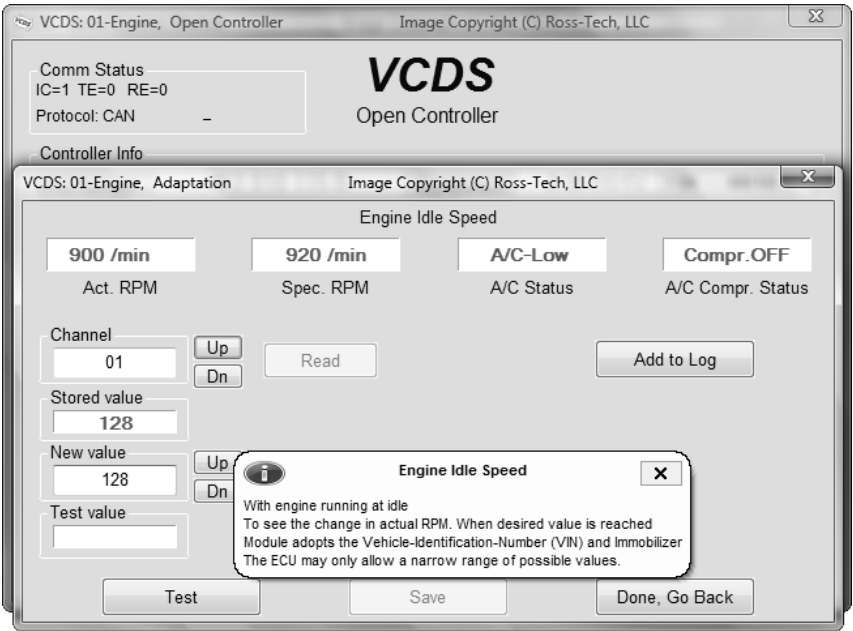 VCDS: 01-Engine, Open Controller Image Copyright (C) Ross-Tech, LLC
Comm Status
IC=1 TE=0 RE=0
Protocol: CAN
VCDS
Open Controller
Controller Info
VCDS: 01-Engine, Adaptation Image Copyright (C) Ross-Tech, LLC
Engine Idle Speed
900 /min 920 /min A/C-Low Compr.OFF
Act. RPM Spec. RPM A/C Status A/C Compr. Status
Channel
01 Up Dn Read Add to Log
Stored value
128
New value
128 Up Dn
Test value
Engine Idle Speed
With engine running at idle
To see the change in actual RPM. When desired value is reached
Module adopts the Vehicle-Identification-Number (VIN) and Immobilizer
The ECU may only allow a narrow range of possible values.
Test Save Done, Go Back